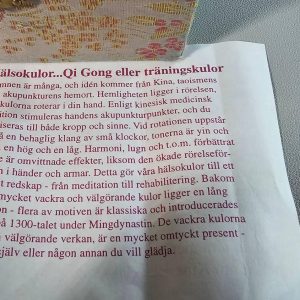 hälsokulor...Qi Gong eller träningskulor
namnen är många, och idén kommer från Kina, taoismens
akupunkturens hemort. Hemligheten ligger i rörelsen,
kulorna roterar i din hand. Enligt kinesisk medicinsk
tion stimuleras handens akupunkturpunkter, och du
useras till både kropp och sinne. Vid rotationen uppstår
en behaglig klang av små klockor, tonerna är yin och
en hög och en låg. Harmoni, lugn och t.o.m. förbättrat
e är omvittnade effekter, liksom den ökade rörelseför-
i händer och armar. Detta gör våra hälsokulor till ett
t redskap - från meditation till rehabilitering. Bakom
mycket vackra och välgörande kulor ligger en lång
on - flera av motiven är klassiska och introducerades
på 1300-talet under Mingdynastin. De vackra kulorna
välgörande verkan, är en mycket omtyckt present -
själv eller någon annan du vill glädja.